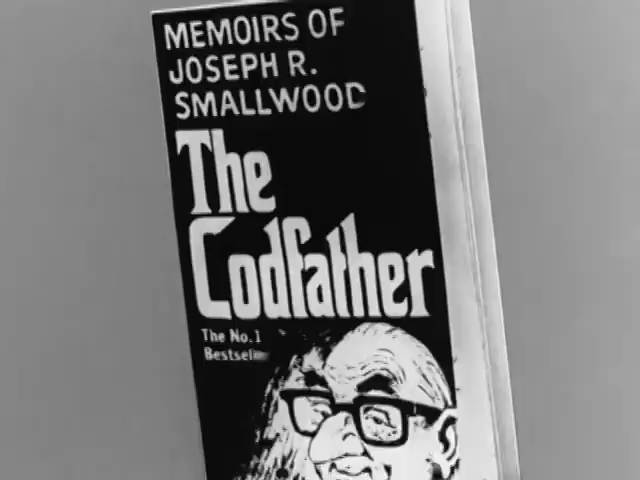 MEMOIRS OF
JOSEPH R.
SMALLWOOD
The
Codfather
The No.1